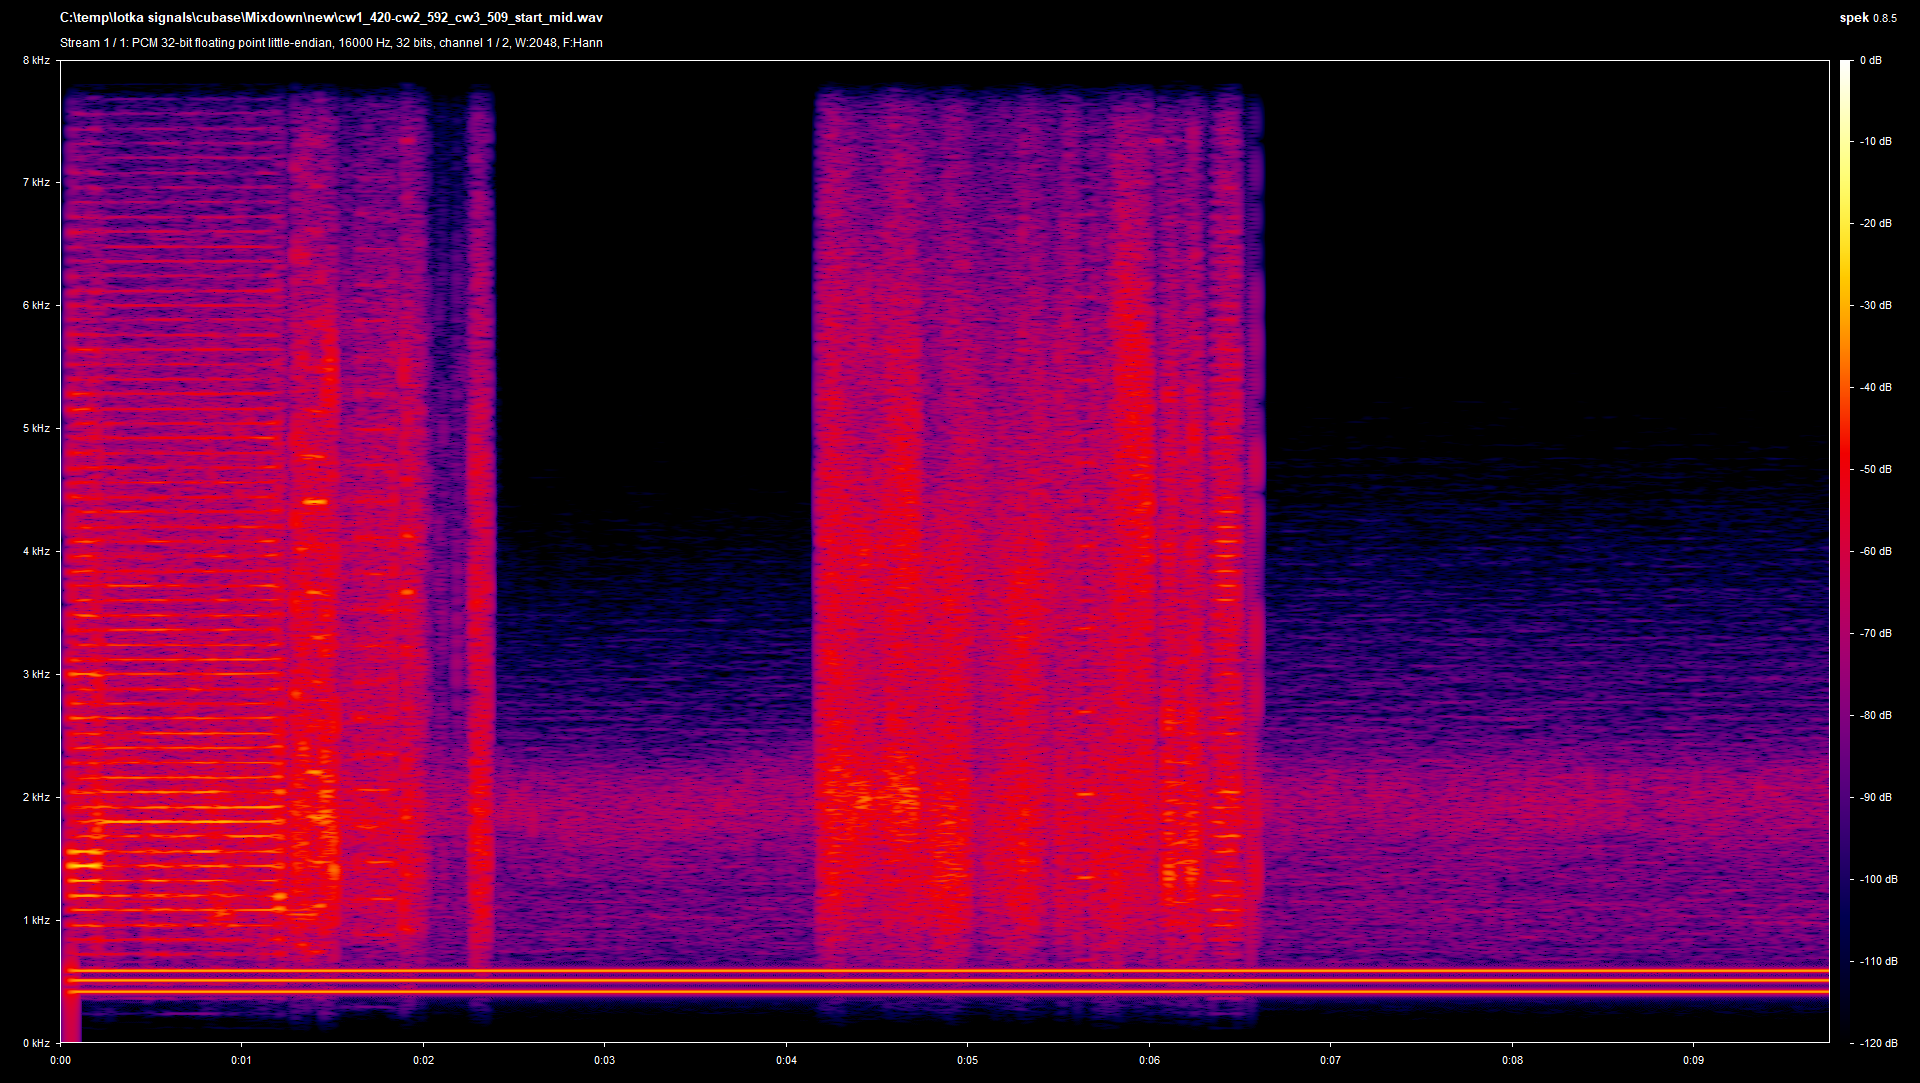 C:\temp\lotka signals\cubase\Mixdown\new\cw1_420-cw2_592_cw3_509_start_mid.wav
spek 0.8.5
Stream 1 / 1: PCM 32-bit floating point little-endian, 16000 Hz, 32 bits, channel 1 / 2, W:2048, F:Hann
8 kHz
7 kHz
6 kHz
5 kHz
4 kHz
3 kHz
2 kHz
1 kHz
0 kHz
0:00
0:01
0:02
0:03
0:04
0:05
0:06
0:07
0:08
0:09
0 dB
-10 dB
-20 dB
-30 dB
-40 dB
-50 dB
-60 dB
-70 dB
-80 dB
-90 dB
-100 dB
-110 dB
-120 dB